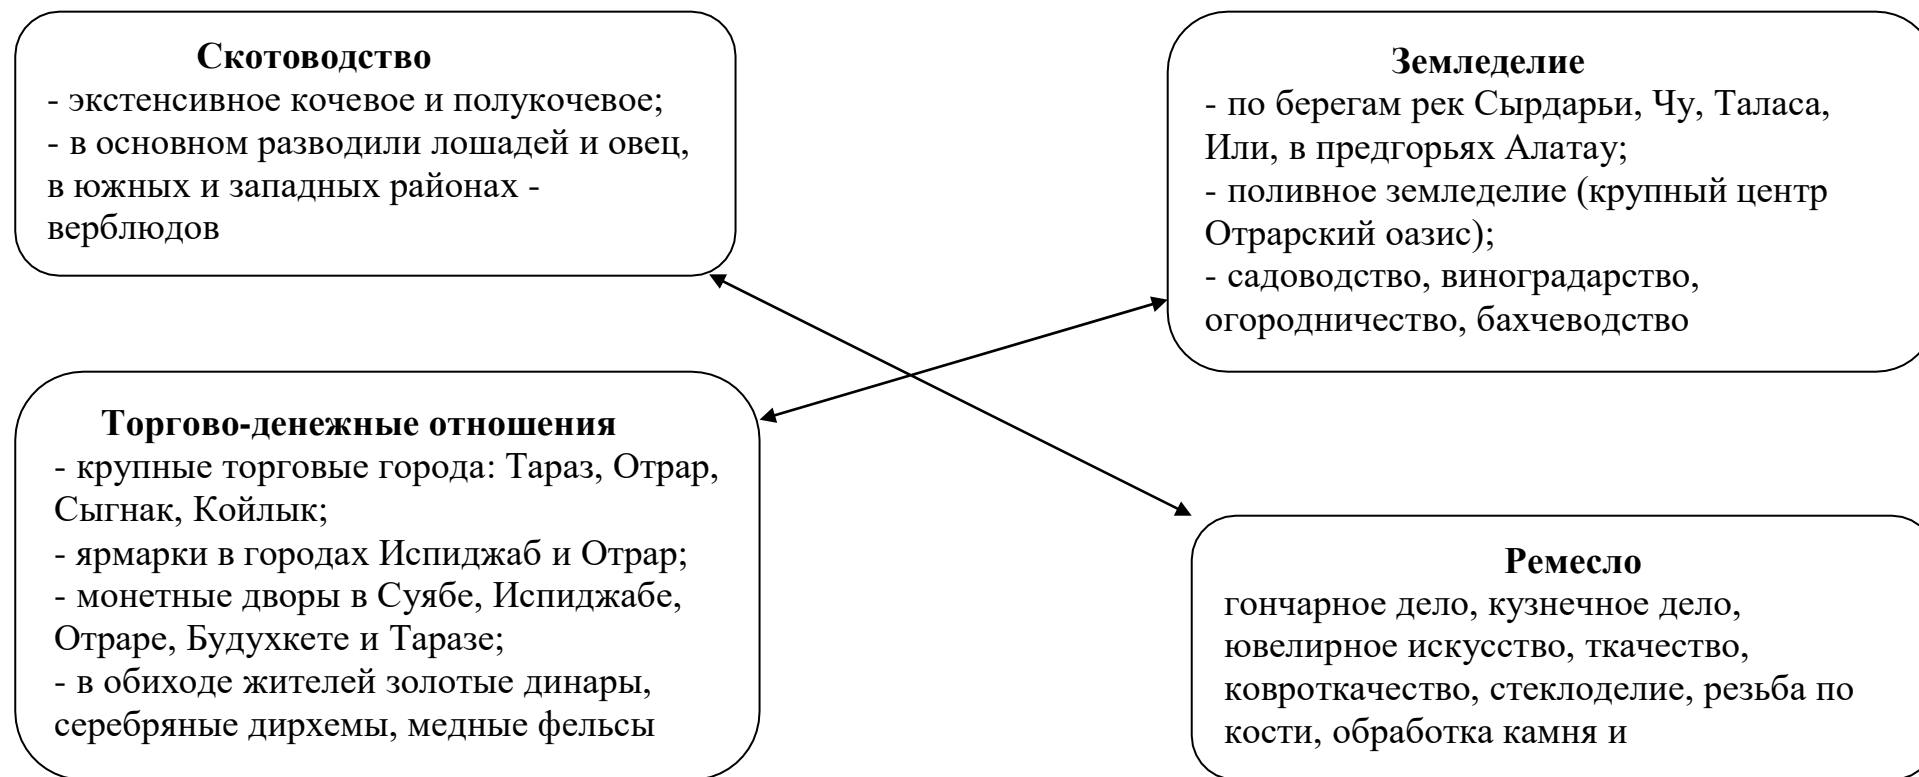 Скотоводство
- экстенсивное кочевое и полукочевое;
- в основном разводили лошадей и овец,
в южных и западных районах -
верблюдов
Земледелие
- по берегам рек Сырдарьи, Чу, Таласа,
Или, в предгорьях Алатау;
- поливное земледелие (крупный центр
Отрарский оазис);
- садоводство, виноградарство,
огородничество, бахчеводство
Торгово-денежные отношения
- крупные торговые города: Тараз, Отрар,
Сыгнак, Койлык;
- ярмарки в городах Испиджаб и Отрар;
- монетные дворы в Суябе, Испиджабе,
Отраре, Будухкете и Таразе;
- в обиходе жителей золотые динары,
серебряные дирхемы, медные фельсы
Ремесло
гончарное дело, кузнечное дело,
ювелирное искусство, ткачество,
ковроткачество, стеклоделие, резьба по
кости, обработка камня и